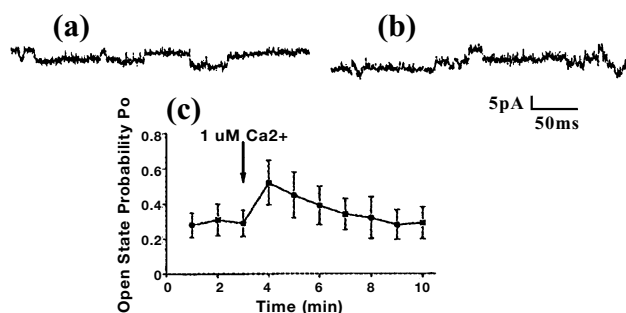 (a)
(b)
5pA
50ms
(c)
1 uM Ca2+
Open State Probability Po
0.8
0.6
0.4
0.2
0
0 2 4 6 8 10
Time (min)